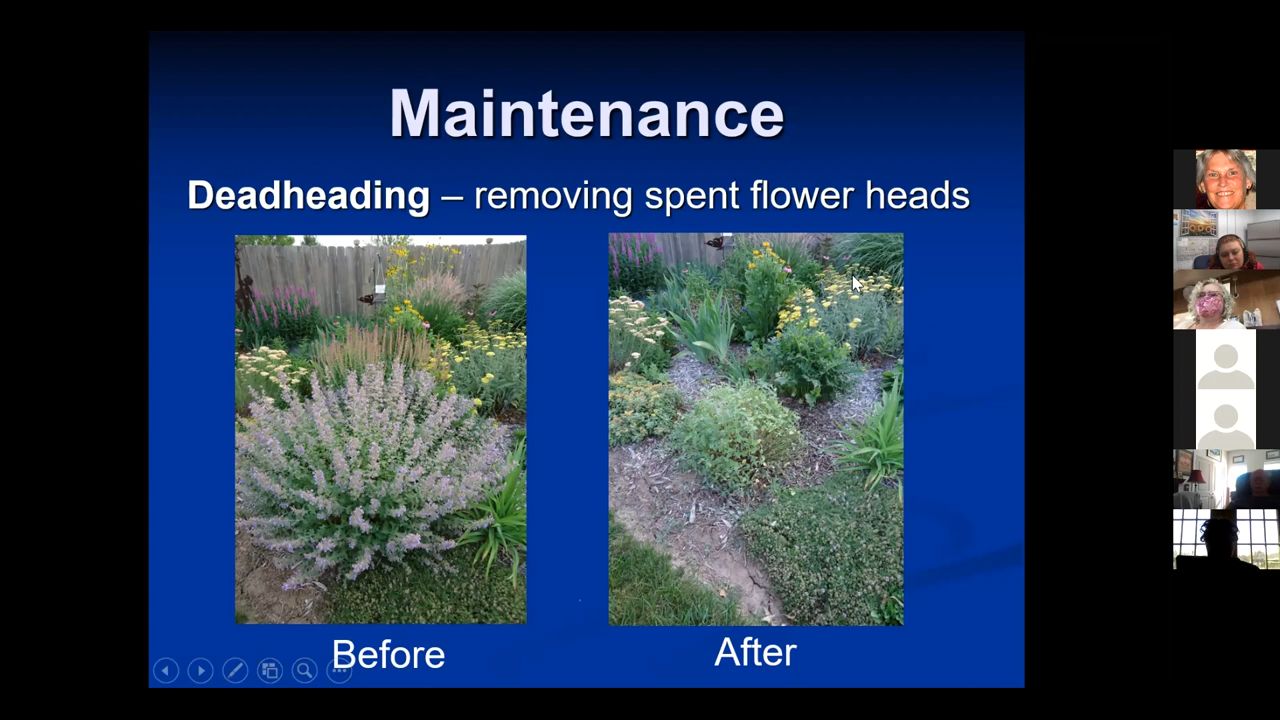 Maintenance
Deadheading – removing spent flower heads
Before
After